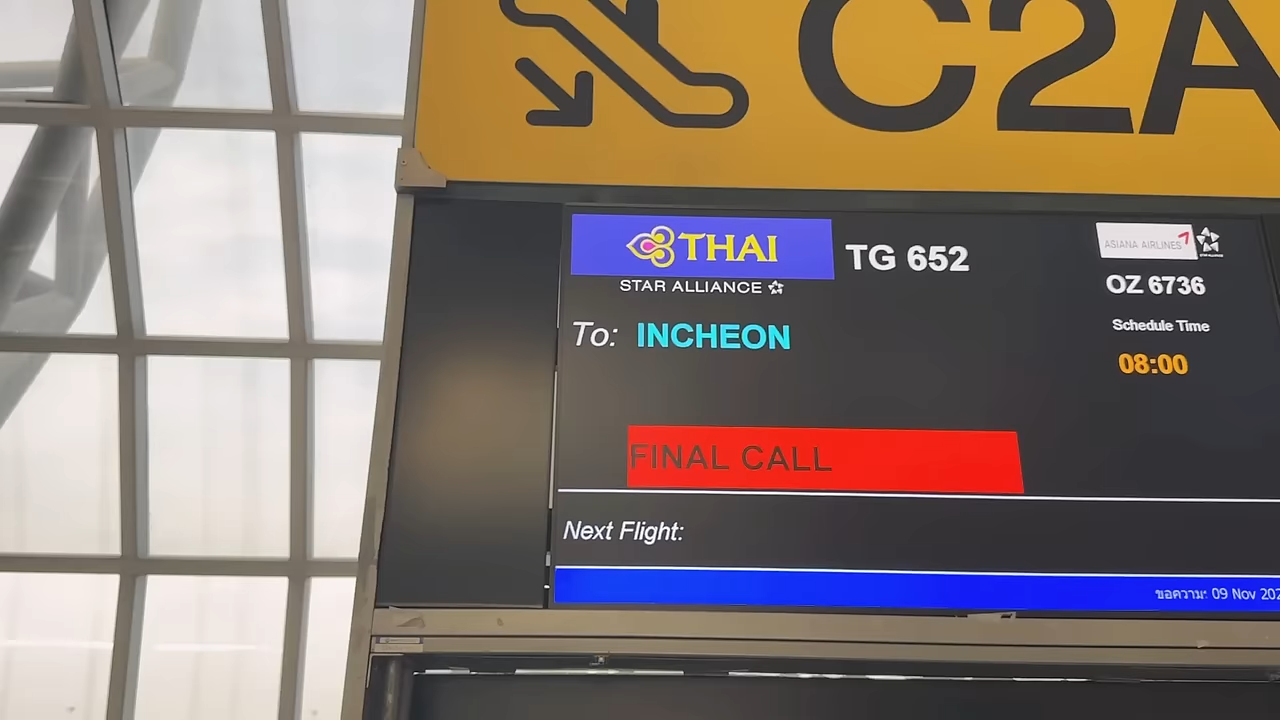 C2A
THAI
STAR ALLIANCE
TG 652
ASIANA AIRLINES
OZ 6736
To: INCHEON
Schedule Time
08:00
FINAL CALL
Next Flight:
ขอความ: 09 Nov 202